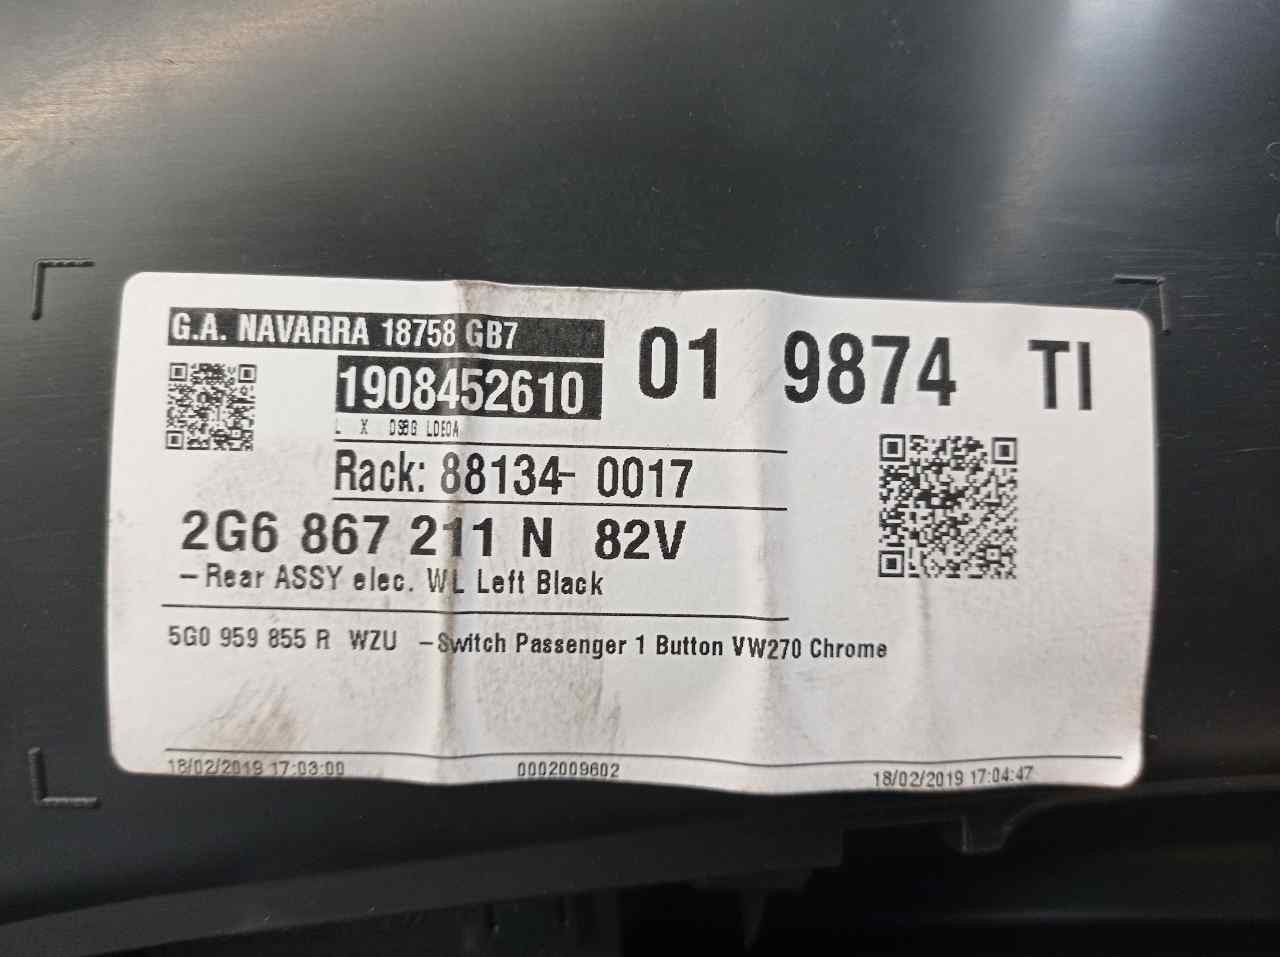 G.A. NAVARRA 18758 GB7
01 9874 TI
1908452610
L X LDEOA
Rack: 88134- 0017
2G6 867 211 N 82V
-Rear ASSY elec. WL Left Black
5G0 959 855 R WZU -Switch Passenger 1 Button VW270 Chrome
18/02/2019 17:03:00 0002009602 18/02/2019 17:04:47